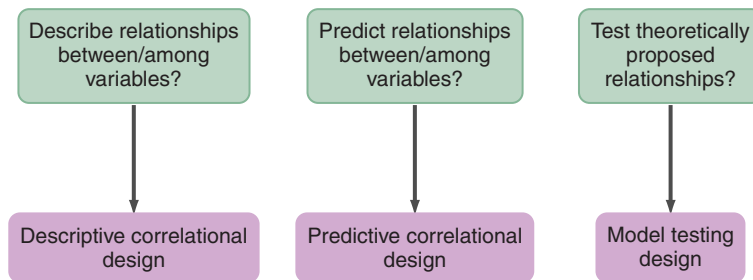 Describe relationships
between/among
variables?
Predict relationships
between/among
variables?
Test theoretically
proposed
relationships?
Descriptive correlational
design
Predictive correlational
design
Model testing
design